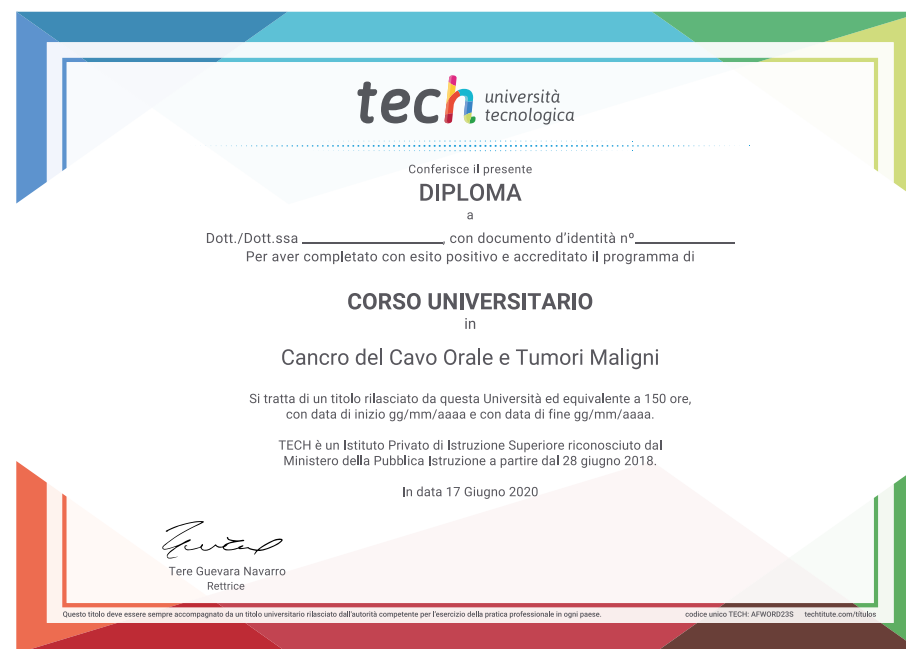 tech università
tecnologica
Conferisce il presente
DIPLOMA
a
Dott./Dott.ssa ____________, con documento d'identità nº____________
Per aver completato con esito positivo e accreditato il programma di
CORSO UNIVERSITARIO
in
Cancro del Cavo Orale e Tumori Maligni
Si tratta di un titolo rilasciato da questa Università ed equivalente a 150 ore,
con data di inizio gg/mm/aaaa e con data di fine gg/mm/aaaa.
TECH è un Istituto Privato di Istruzione Superiore riconosciuto dal
Ministero della Pubblica Istruzione a partire dal 28 giugno 2018.
In data 17 Giugno 2020
Tere Guevara Navarro
Rettrice
Questo titolo deve essere sempre accompagnato da un titolo universitario rilasciato dall'autorità competente per l'esercizio della pratica professionale in ogni paese. codice unico TECH: AFWORD23S techtitute.com/titulos